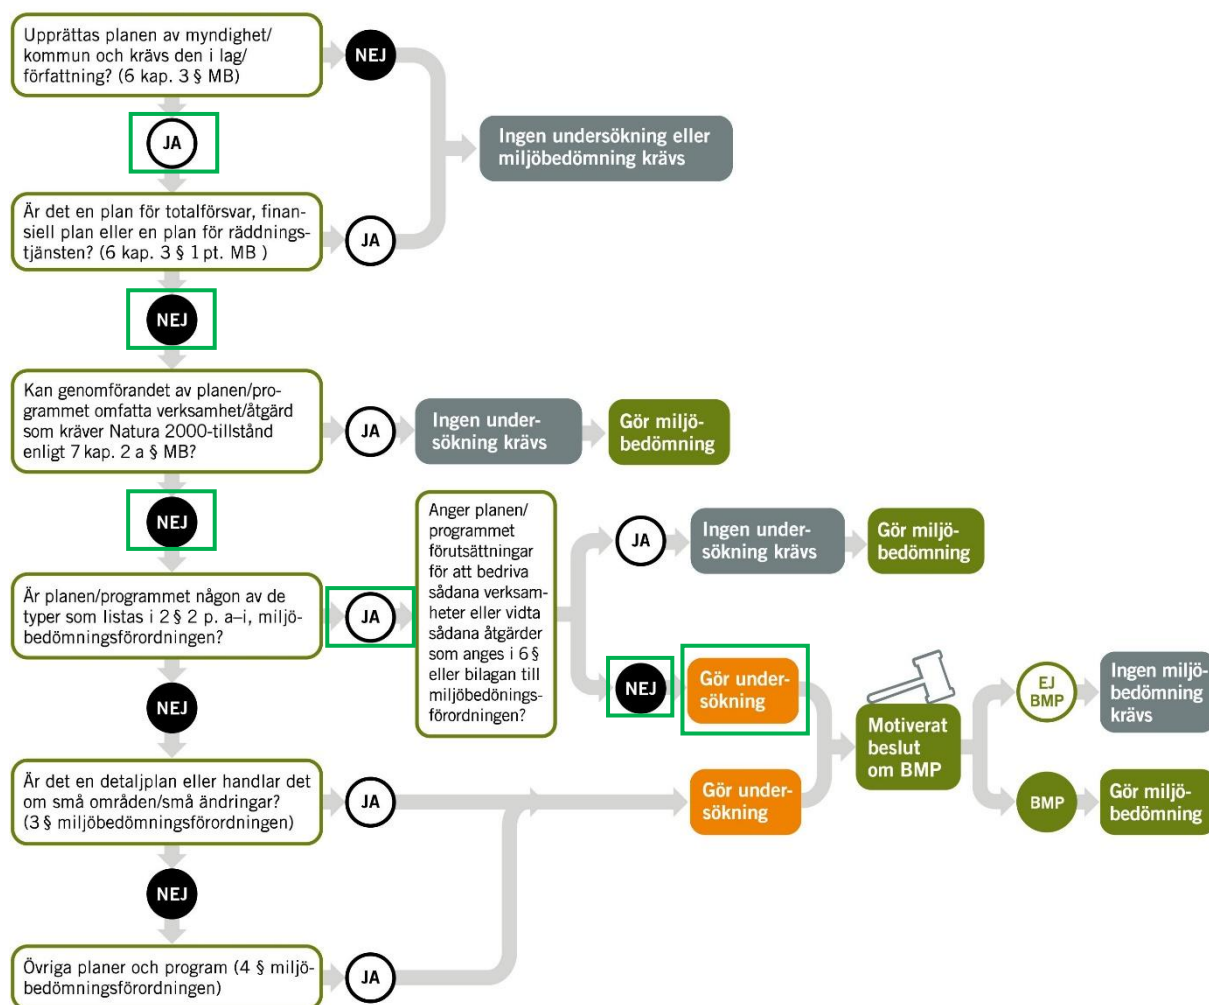 Upprättas planen av myndighet/
kommun och krävs den i lag/
författning? (6 kap. 3 § MB)
NEJ
JA
Ingen undersökning eller
miljöbedömning krävs
Är det en plan för totalförsvar, finan-
siell plan eller en plan för räddnings-
tjänsten? (6 kap. 3 § 1 pt. MB )
JA
NEJ
Kan genomförandet av planen/pro-
grammet omfatta verksamhet/åtgärd
som kräver Natura 2000-tillstånd
enligt 7 kap. 2 a § MB?
JA
Ingen under-
sökning krävs
Gör miljö-
bedömning
NEJ
Är planen/programmet någon av de
typer som listas i 2 § 2 p. a–i, miljö-
bedömningsförordningen?
JA
Anger planen/
programmet
förutsättningar
för att bedriva
sådana verksam-
heter eller vidta
sådana åtgärder
som anges i 6 §
eller bilagan till
miljöbedönings-
förordningen?
JA
Ingen under-
sökning krävs
Gör miljö-
bedömning
NEJ
Gör under-
sökning
Motiverat
beslut
om BMP
EJ
BMP
Ingen miljö-
bedömning
krävs
BMP
Gör miljö-
bedömning
NEJ
Är det en detaljplan eller handlar det
om små områden/små ändringar?
(3 § miljöbedömningsförordningen)
JA
Gör under-
sökning
NEJ
Övriga planer och program (4 § miljö-
bedömningsförordningen)
JA